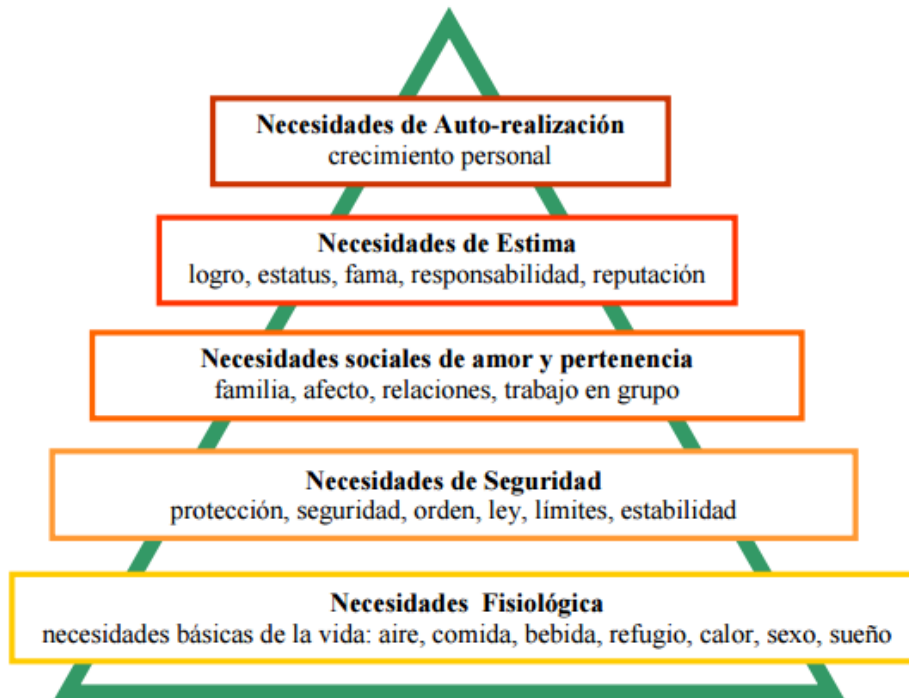 Necesidades de Auto-realización
crecimiento personal
Necesidades de Estima
logro, estatus, fama, responsabilidad, reputación
Necesidades sociales de amor y pertenencia
familia, afecto, relaciones, trabajo en grupo
Necesidades de Seguridad
protección, seguridad, orden, ley, límites, estabilidad
Necesidades Fisiológica
necesidades básicas de la vida: aire, comida, bebida, refugio, calor, sexo, sueño